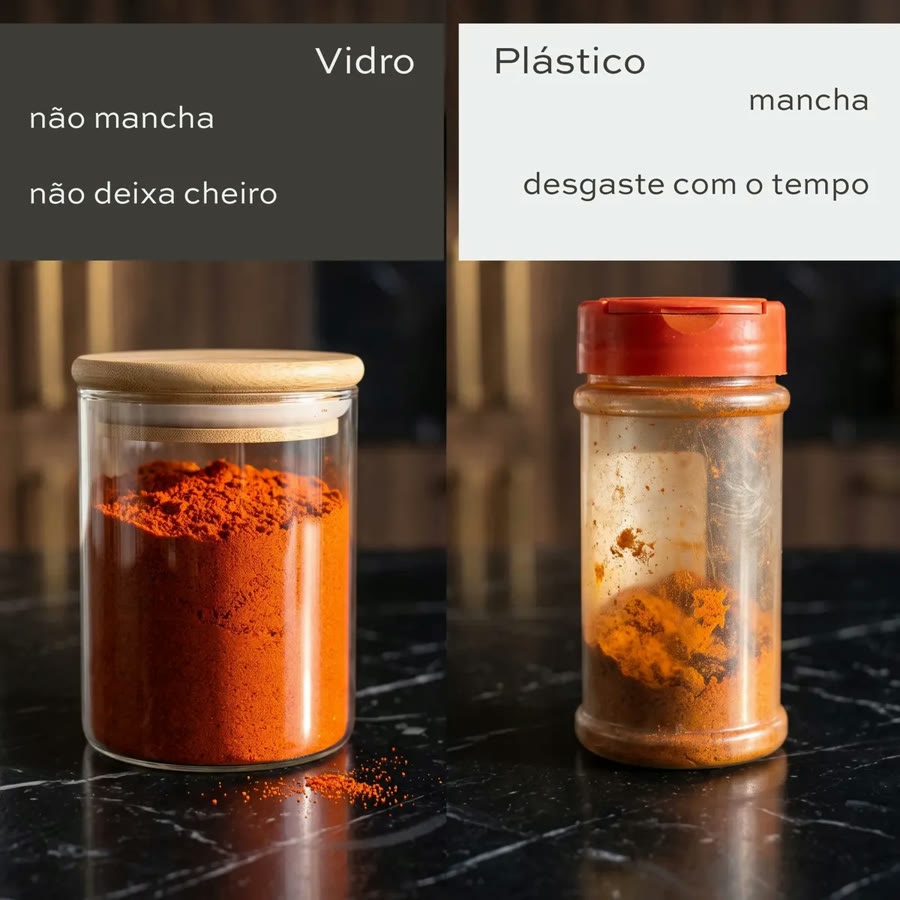 Vidro
não mancha
não deixa cheiro
Plástico
mancha
desgaste com o tempo